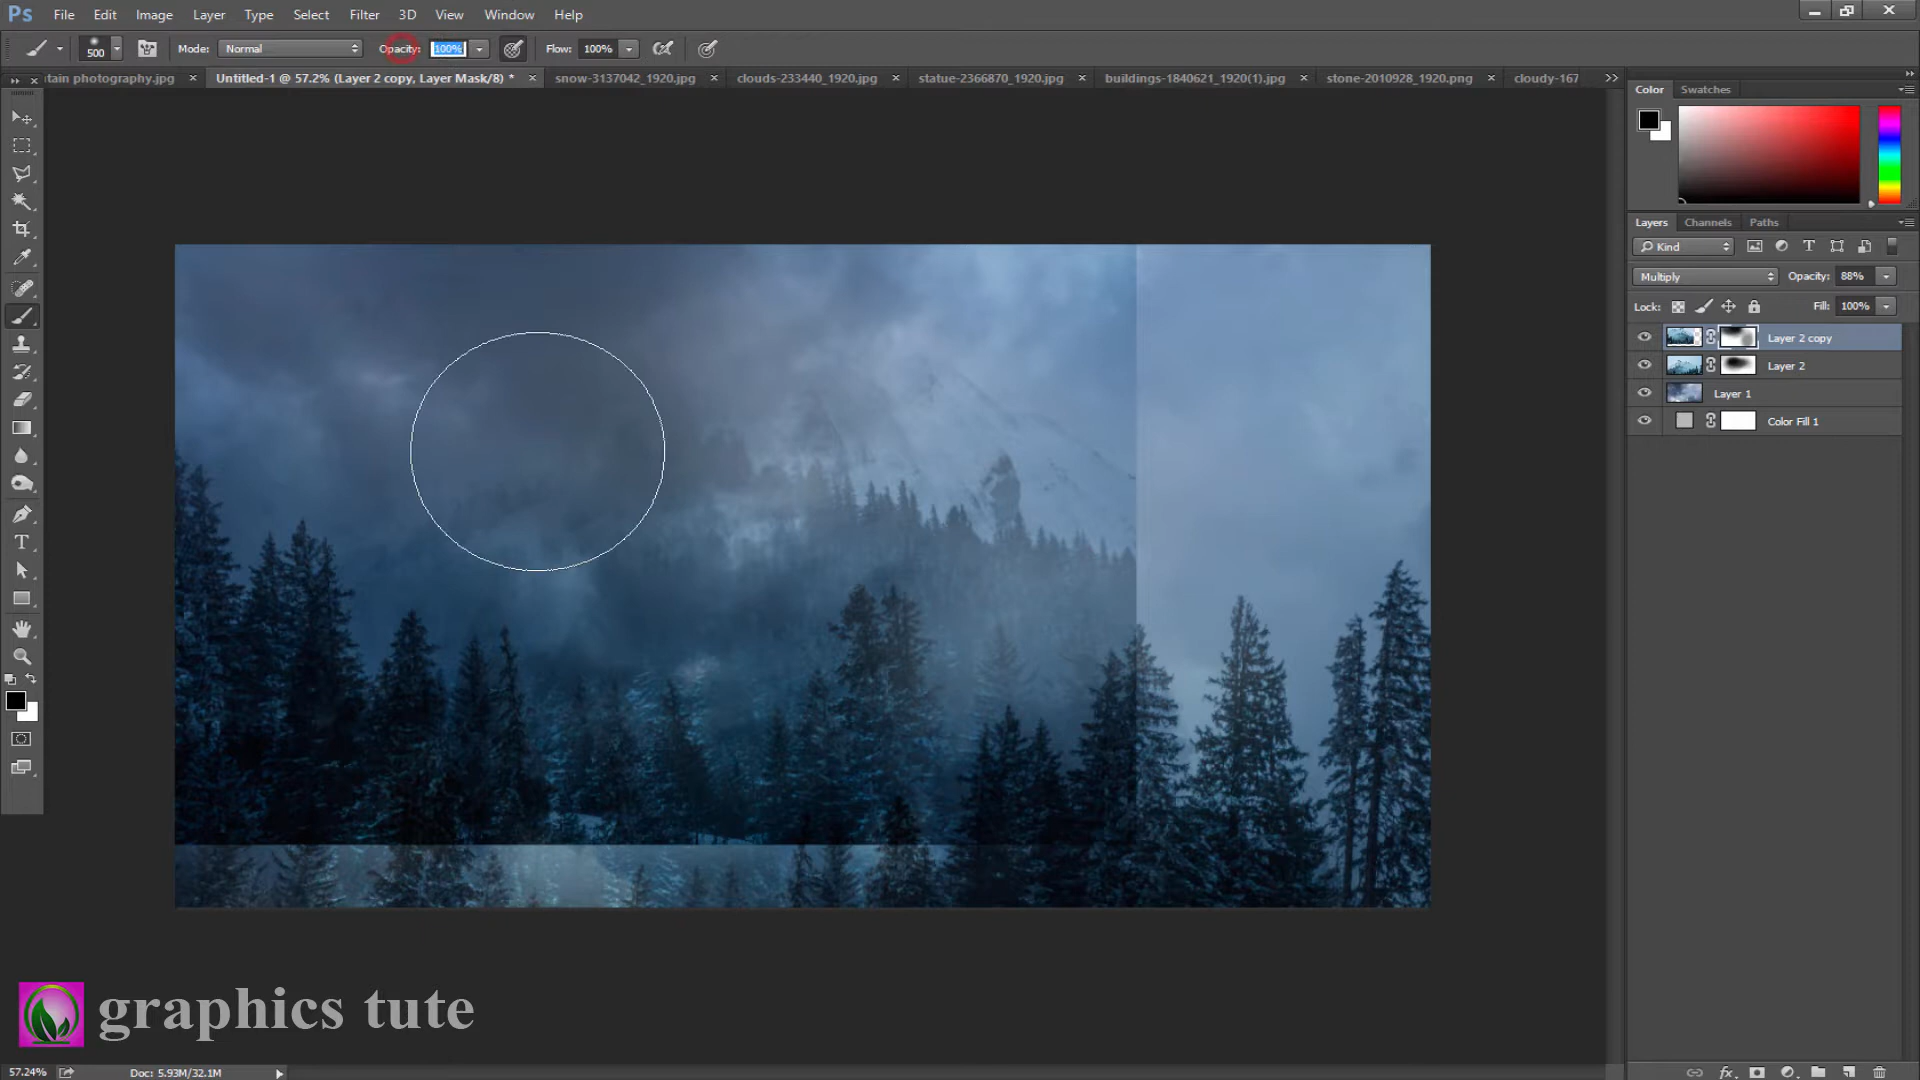 Ps File Edit Image Layer Type Select Filter 3D View Window Help
500 Mode: Normal Opacity: 100% Flow: 100%
tain photography.jpg Untitled-1 @ 57.2% (Layer 2 copy, Layer Mask/8) * snow-3137042_1920.jpg clouds-233440_1920.jpg statue-2366870_1920.jpg buildings-1840621_1920(1).jpg stone-2010928_1920.png cloudy-167
Color Swatches
Layers Channels Paths
Kind
Multiply Opacity: 88%
Lock: Fill: 100%
Layer 2 copy
Layer 2
Layer 1
Color Fill 1
graphics tute
57.24% Doc: 5.93M/32.1M